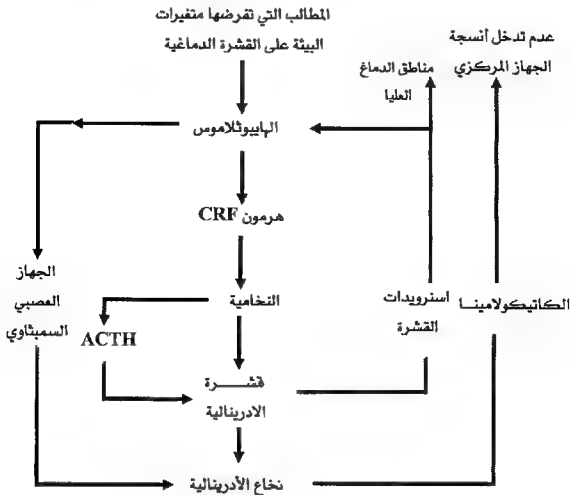 المطالب التي تفرضها متغيرات
البيئة على القشرة الدماغية
عدم تدخل أنسجة
الجهاز المركزي
مناطق الدماغ
العليا
الهايبوثلاموس
هرمون CRF
الجهاز
العصبي
السمبثاوي
النخامية
ACTH
استرويدات
القشرة
الكاتيكولامينا
قشرة
الادرينالية
نخاع الأدرينالية